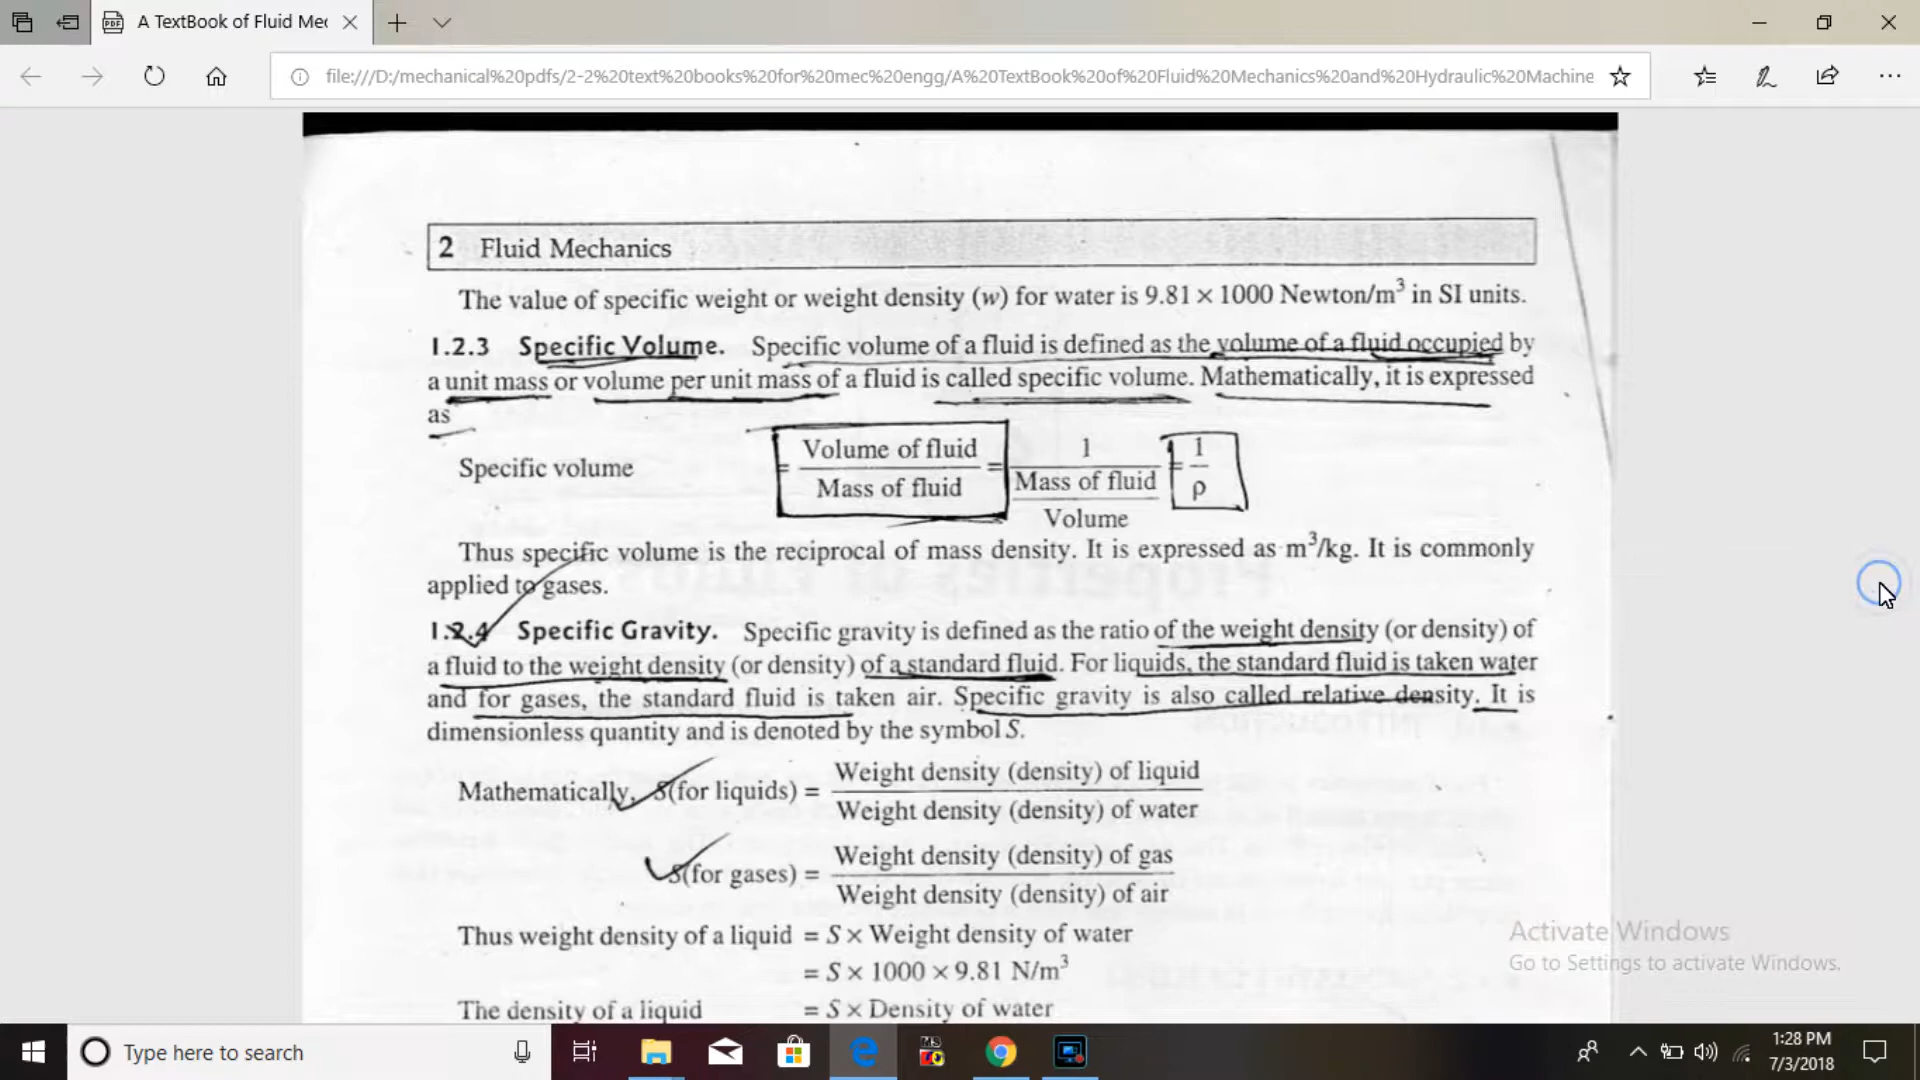 A TextBook of Fluid Mec
file:///D:/mechanical%20pdfs/2-2%20text%20books%20for%20mec%20engg/A%20TextBook%20of%20Fluid%20Mechanics%20and%20Hydraulic%20Machine
2 Fluid Mechanics
The value of specific weight or weight density (w) for water is 9.81 × 1000 Newton/m³ in SI units.
1.2.3 Specific Volume. Specific volume of a fluid is defined as the volume of a fluid occupied by
a unit mass or volume per unit mass of a fluid is called specific volume. Mathematically, it is expressed
as
Volume of fluid 1 1
Specific volume = = =
Mass of fluid Mass of fluid ρ
Volume
Thus specific volume is the reciprocal of mass density. It is expressed as m³/kg. It is commonly
applied to gases.
1.2.4 Specific Gravity. Specific gravity is defined as the ratio of the weight density (or density) of
a fluid to the weight density (or density) of a standard fluid. For liquids, the standard fluid is taken water
and for gases, the standard fluid is taken air. Specific gravity is also called relative density. It is
dimensionless quantity and is denoted by the symbol S.
Weight density (density) of liquid
Mathematically, S(for liquids) =
Weight density (density) of water
Weight density (density) of gas
S(for gases) =
Weight density (density) of air
Thus weight density of a liquid = S × Weight density of water
= S × 1000 × 9.81 N/m³
The density of a liquid = S × Density of water
Activate Windows
Go to Settings to activate Windows.
Type here to search
1:28 PM
7/3/2018